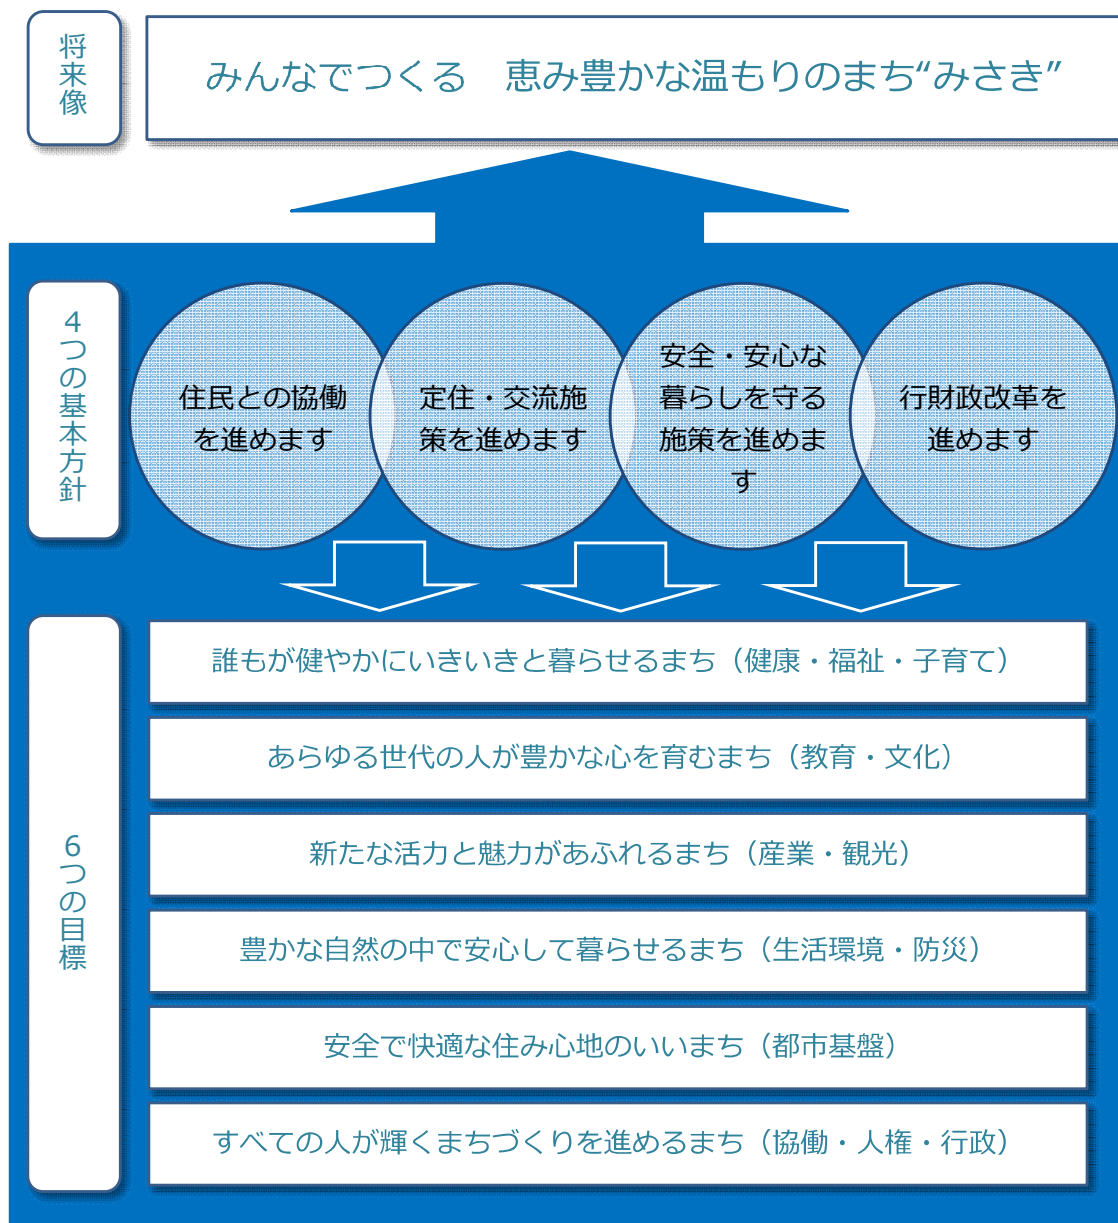 将来像
みんなでつくる　恵み豊かな温もりのまち“みさき”
4つの基本方針
住民との協働
を進めます
定住・交流施
策を進めます
安全・安心な
暮らしを守る
施策を進めま
す
行財政改革を
進めます
6つの目標
誰もが健やかにいきいきと暮らせるまち（健康・福祉・子育て）
あらゆる世代の人が豊かな心を育むまち（教育・文化）
新たな活力と魅力があふれるまち（産業・観光）
豊かな自然の中で安心して暮らせるまち（生活環境・防災）
安全で快適な住み心地のいいまち（都市基盤）
すべての人が輝くまちづくりを進めるまち（協働・人権・行政）